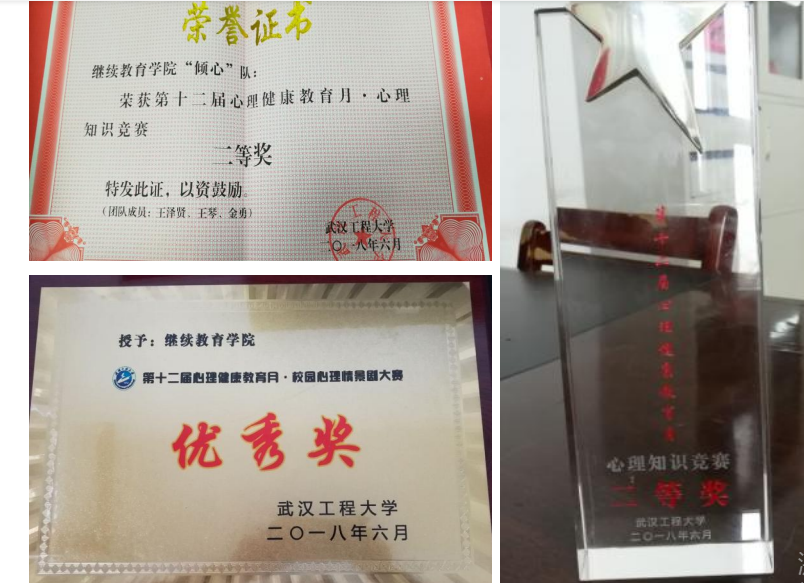 荣誉证书
继续教育学院“倾心”队：
荣获第十二届心理健康教育月·心理
知识竞赛
二等奖
特发此证，以资鼓励。
（团队成员：王泽贤、王琴、金勇）
武汉工程大学
二〇一八年六月
授予：继续教育学院
第十二届心理健康教育月·校园心理情景剧大赛
优秀奖
武汉工程大学
二〇一八年六月
第十二届心理健康教育月
心理知识竞赛
二等奖
武汉工程大学
二〇一八年六月